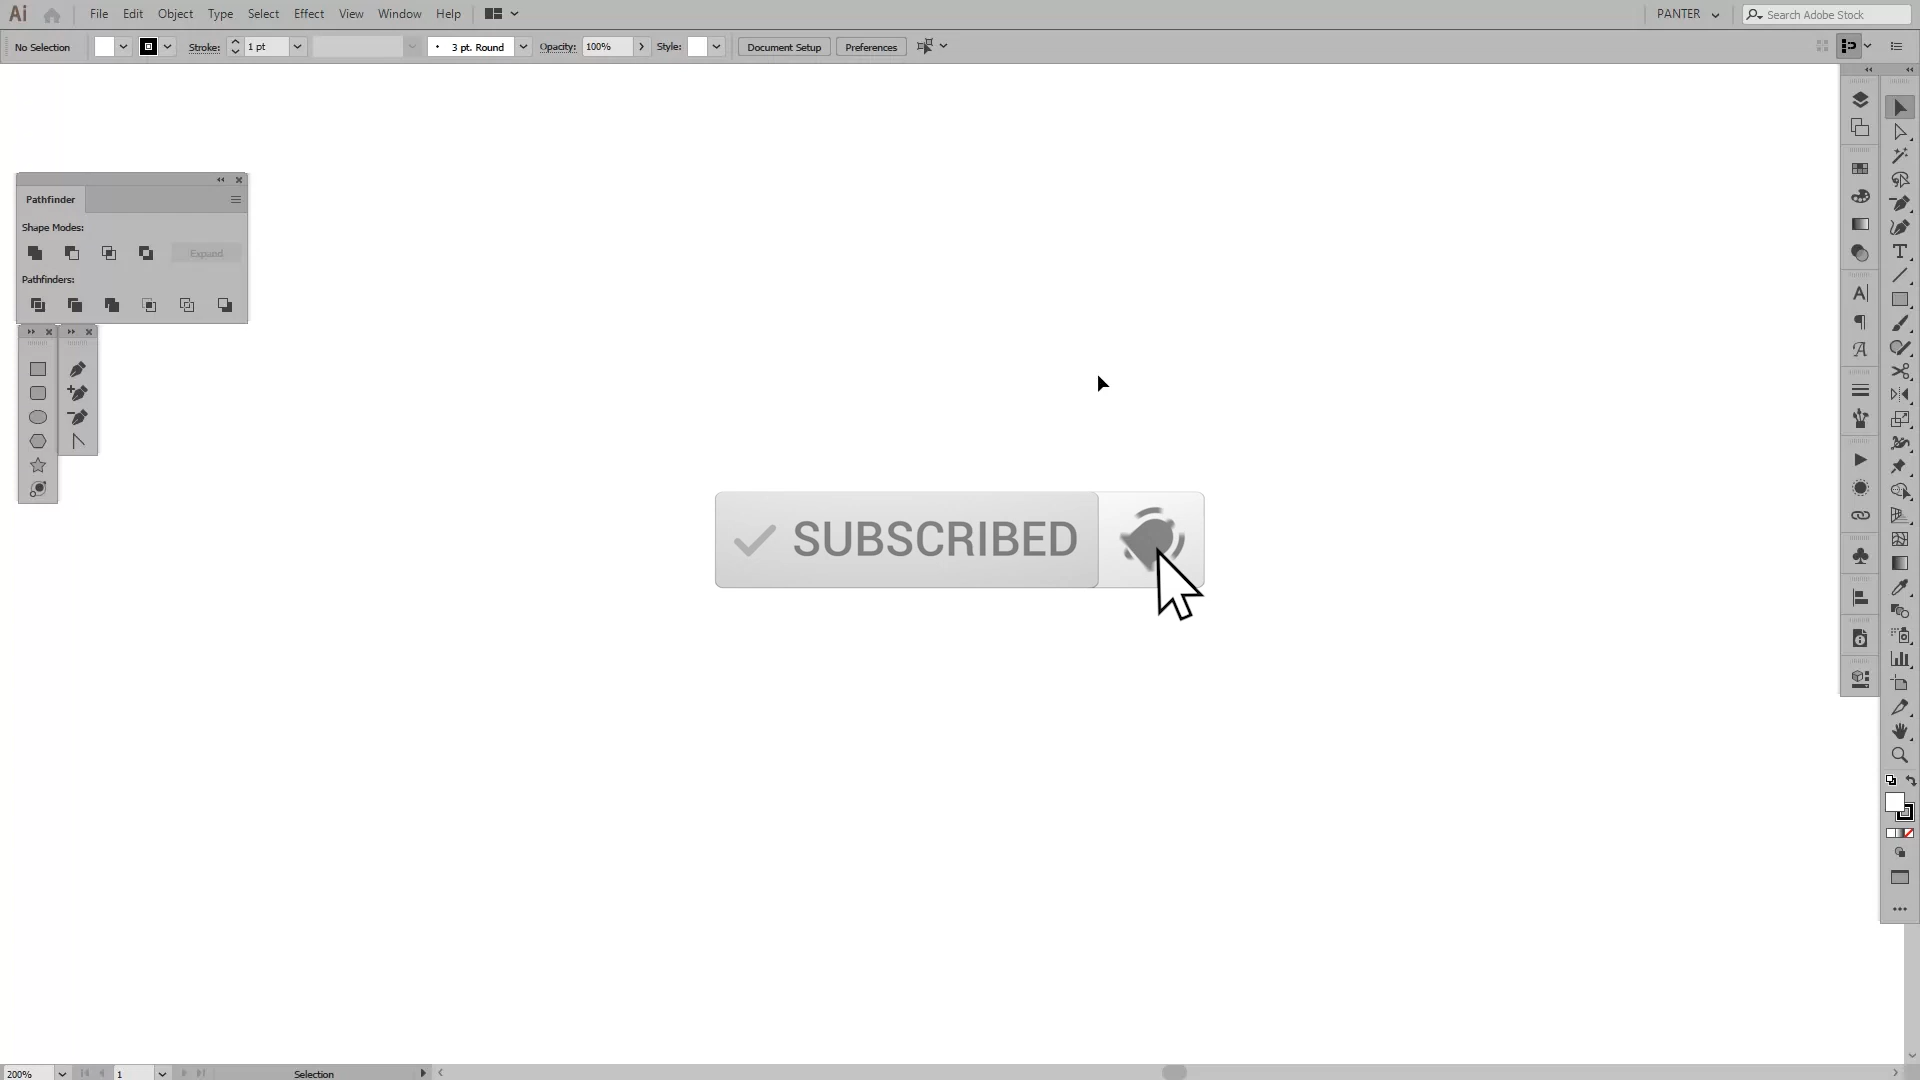 Ai File Edit Object Type Select Effect View Window Help PANTER Search Adobe Stock
No Selection Stroke: 1 pt 3 pt. Round Opacity: 100% Style: Document Setup Preferences
Pathfinder
Shape Modes:
Expand
Pathfinders:
SUBSCRIBED
200% 1 Selection